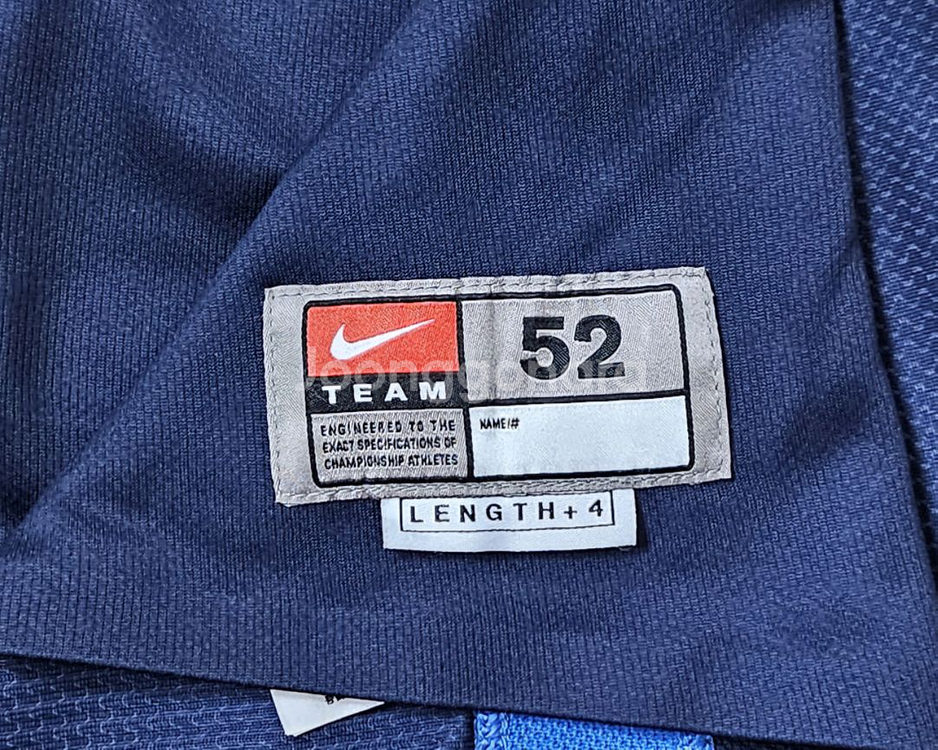 52
TEAM
ENGINEERED TO THE
EXACT SPECIFICATIONS OF
CHAMPIONSHIP ATHLETES
NAME/#
LENGTH+4